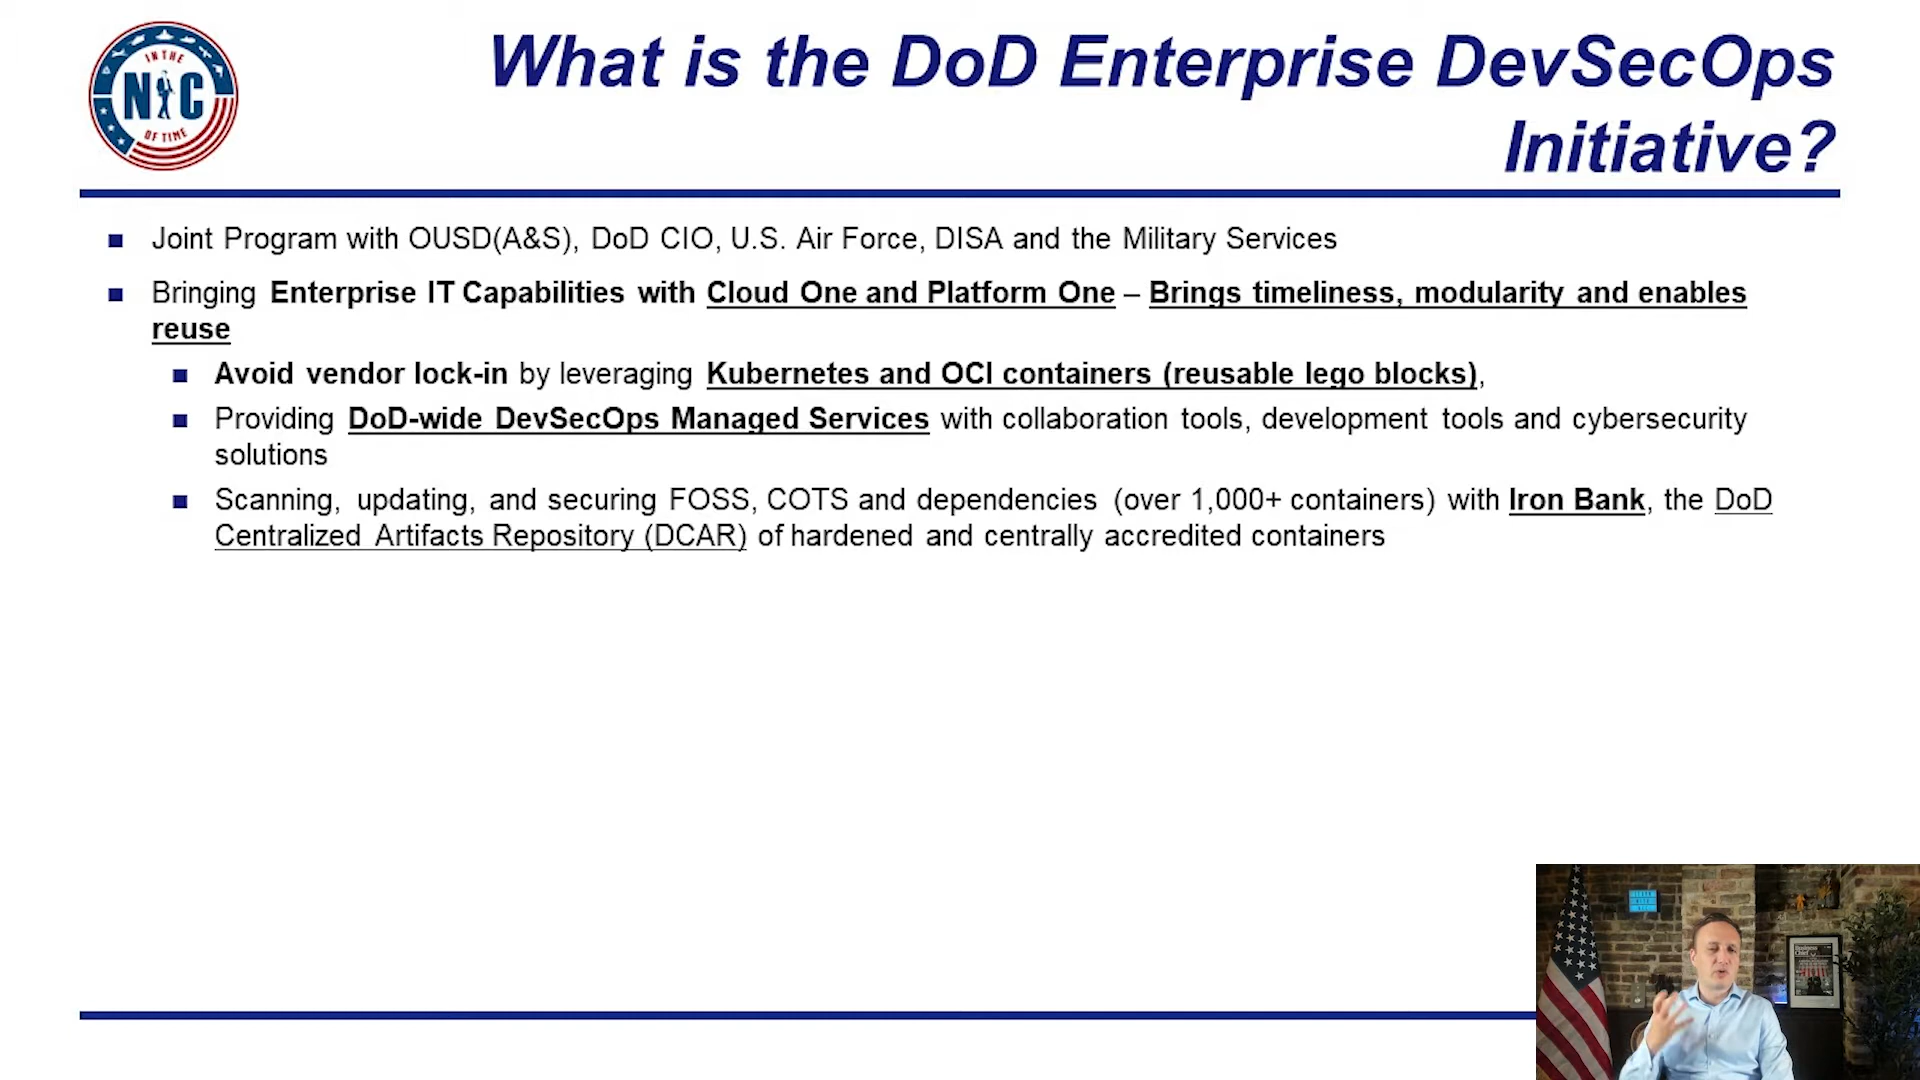 IN THE
NIC
OF TIME
What is the DoD Enterprise DevSecOps
Initiative?
Joint Program with OUSD(A&S), DoD CIO, U.S. Air Force, DISA and the Military Services
Bringing Enterprise IT Capabilities with Cloud One and Platform One – Brings timeliness, modularity and enables
reuse
Avoid vendor lock-in by leveraging Kubernetes and OCI containers (reusable lego blocks),
Providing DoD-wide DevSecOps Managed Services with collaboration tools, development tools and cybersecurity
solutions
Scanning, updating, and securing FOSS, COTS and dependencies (over 1,000+ containers) with Iron Bank, the DoD
Centralized Artifacts Repository (DCAR) of hardened and centrally accredited containers
LEARN
WITH
NIC
Business
Chief